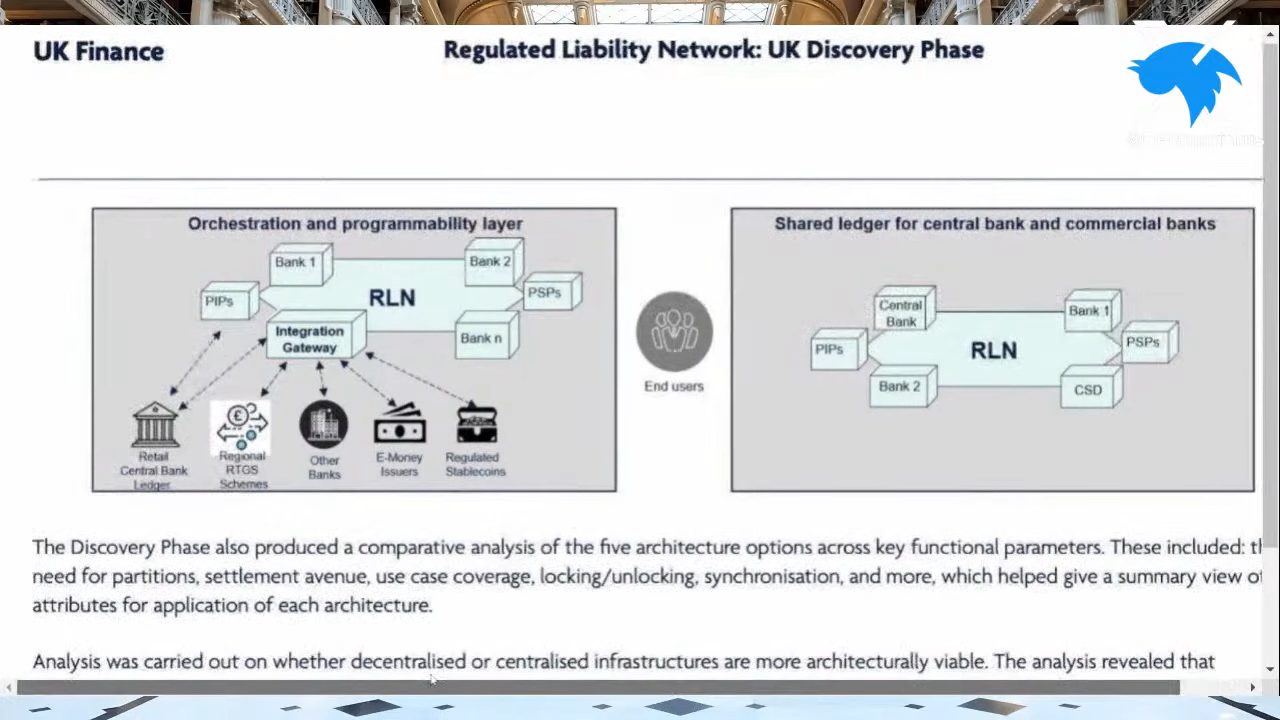 UK Finance
Regulated Liability Network: UK Discovery Phase
Orchestration and programmability layer
Bank 1
Bank 2
PIPs
RLN
PSPs
Integration
Gateway
Bank n
Retail
Central Bank
Ledger
Regional
RTGS
Schemes
Other
Banks
E-Money
Issuers
Regulated
Stablecoins
End users
Shared ledger for central bank and commercial banks
Central
Bank
Bank 1
PIPs
RLN
PSPs
Bank 2
CSD
The Discovery Phase also produced a comparative analysis of the five architecture options across key functional parameters. These included:
need for partitions, settlement avenue, use case coverage, locking/unlocking, synchronisation, and more, which helped give a summary view
attributes for application of each architecture.
Analysis was carried out on whether decentralised or centralised infrastructures are more architecturally viable. The analysis revealed that